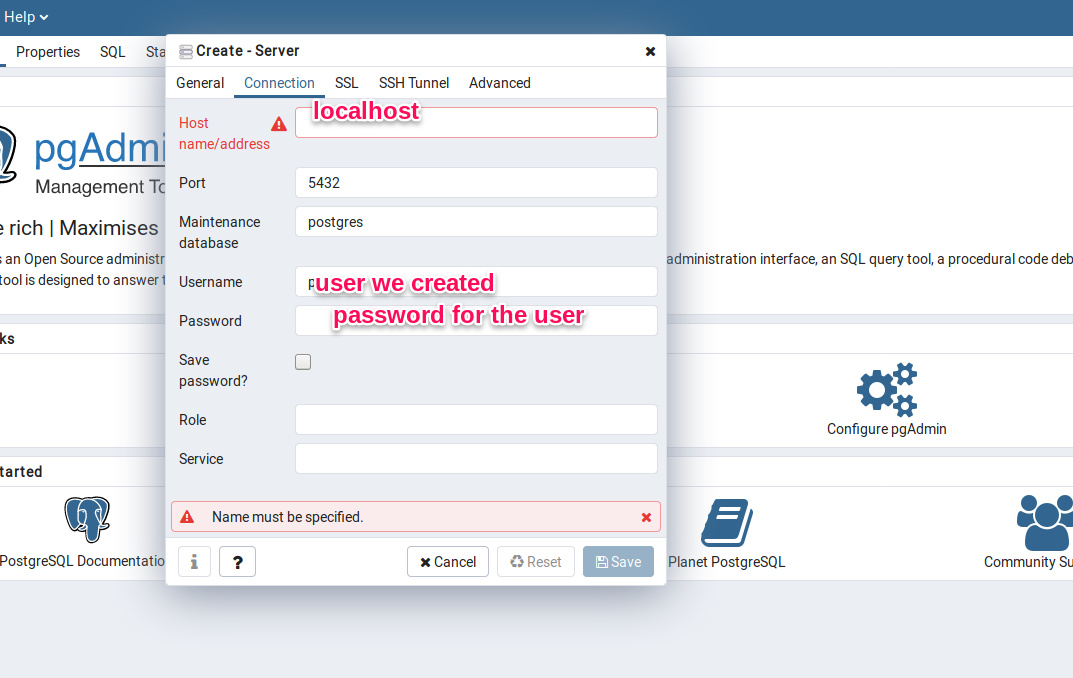 Help
Properties SQL Sta
Create - Server
General Connection SSL SSH Tunnel Advanced
localhost
Host
name/address
pgAdmi
Management To
Port 5432
Maintenance
database
postgres
e rich | Maximises
s an Open Source administr
administration interface, an SQL query tool, a procedural code deb
tool is designed to answer t
Username p
user we created
password for the user
Password
ks
Save
password?
Role
Configure pgAdmin
Service
tarted
Name must be specified.
PostgreSQL Documentatio
i ? Cancel Reset Save
Planet PostgreSQL
Community Su